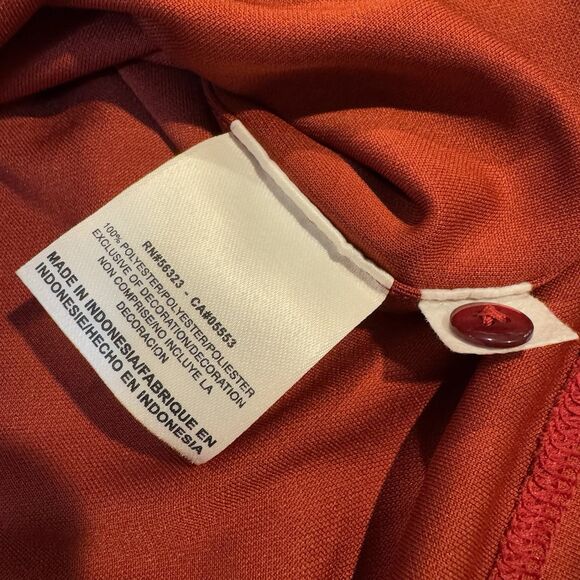 RN#56323 - CA#05553
100% POLYESTER/POLYESTER/POLIESTER
EXCLUSIVE OF DECORATION/DECORATION
NON COMPRISE/NO INCLUYE LA
DECORACION
MADE IN INDONESIA/FABRIQUE EN
INDONESIE/HECHO EN INDONESIA